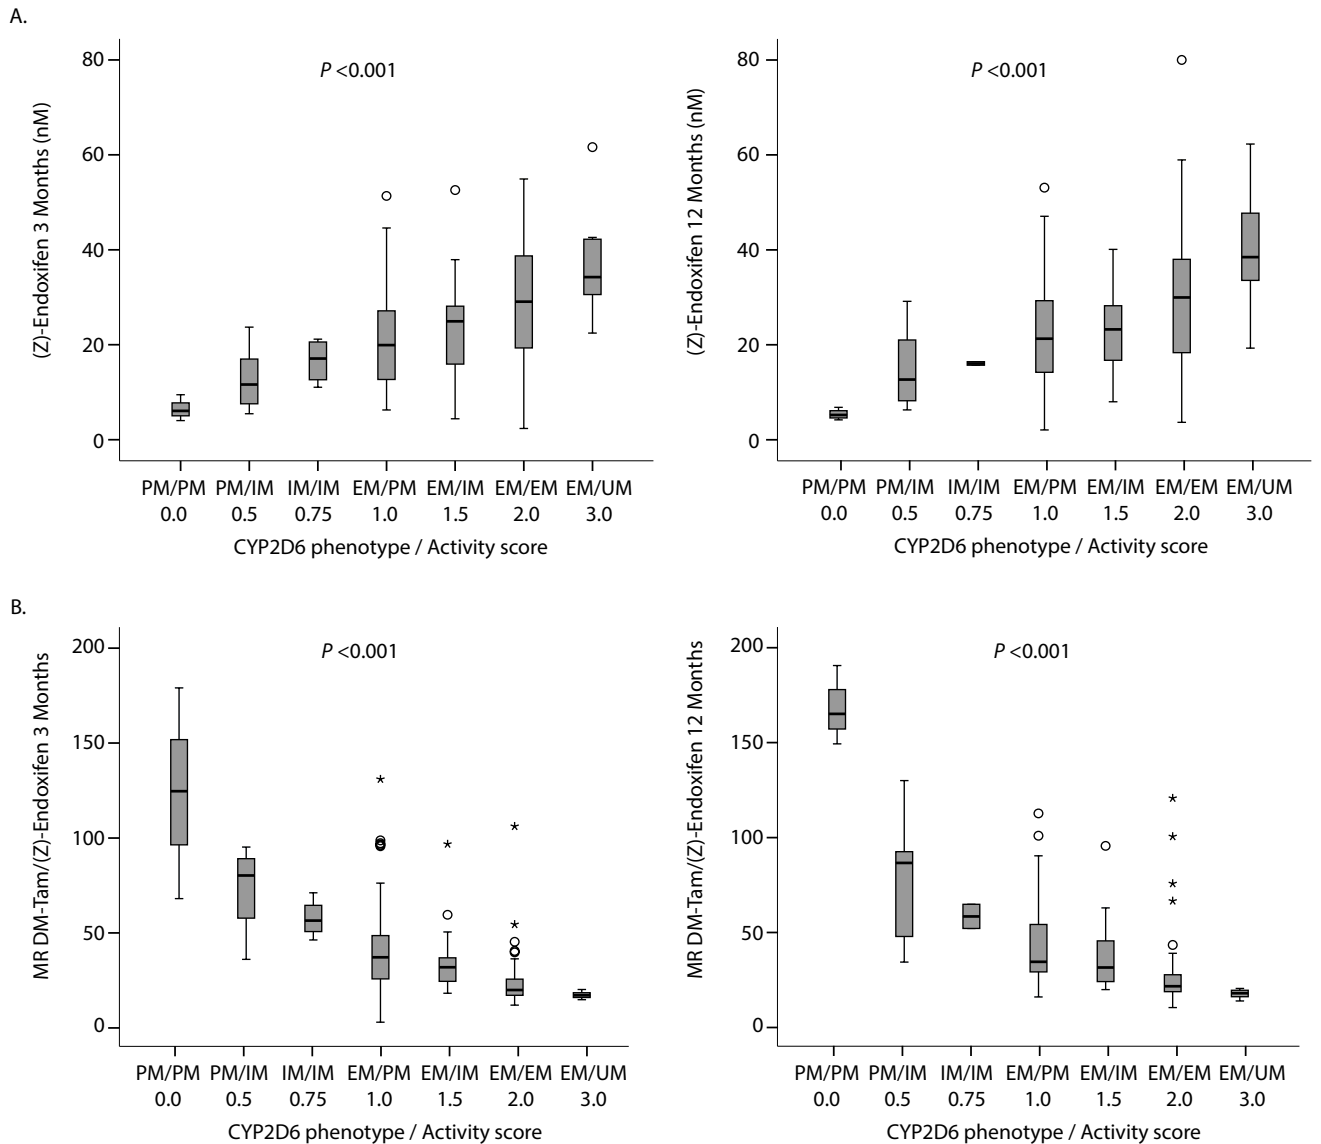 A.
(Z)-Endoxifen 3 Months (nM)
80
60
40
20
0
P <0.001
PM/PM PM/IM IM/IM EM/PM EM/IM EM/EM EM/UM
0.0 0.5 0.75 1.0 1.5 2.0 3.0
CYP2D6 phenotype / Activity score
(Z)-Endoxifen 12 Months (nM)
80
60
40
20
0
P <0.001
PM/PM PM/IM IM/IM EM/PM EM/IM EM/EM EM/UM
0.0 0.5 0.75 1.0 1.5 2.0 3.0
CYP2D6 phenotype / Activity score
B.
MR DM-Tam/(Z)-Endoxifen 3 Months
200
150
100
50
0
P <0.001
PM/PM PM/IM IM/IM EM/PM EM/IM EM/EM EM/UM
0.0 0.5 0.75 1.0 1.5 2.0 3.0
CYP2D6 phenotype / Activity score
MR DM-Tam/(Z)-Endoxifen 12 Months
200
150
100
50
0
P <0.001
PM/PM PM/IM IM/IM EM/PM EM/IM EM/EM EM/UM
0.0 0.5 0.75 1.0 1.5 2.0 3.0
CYP2D6 phenotype / Activity score